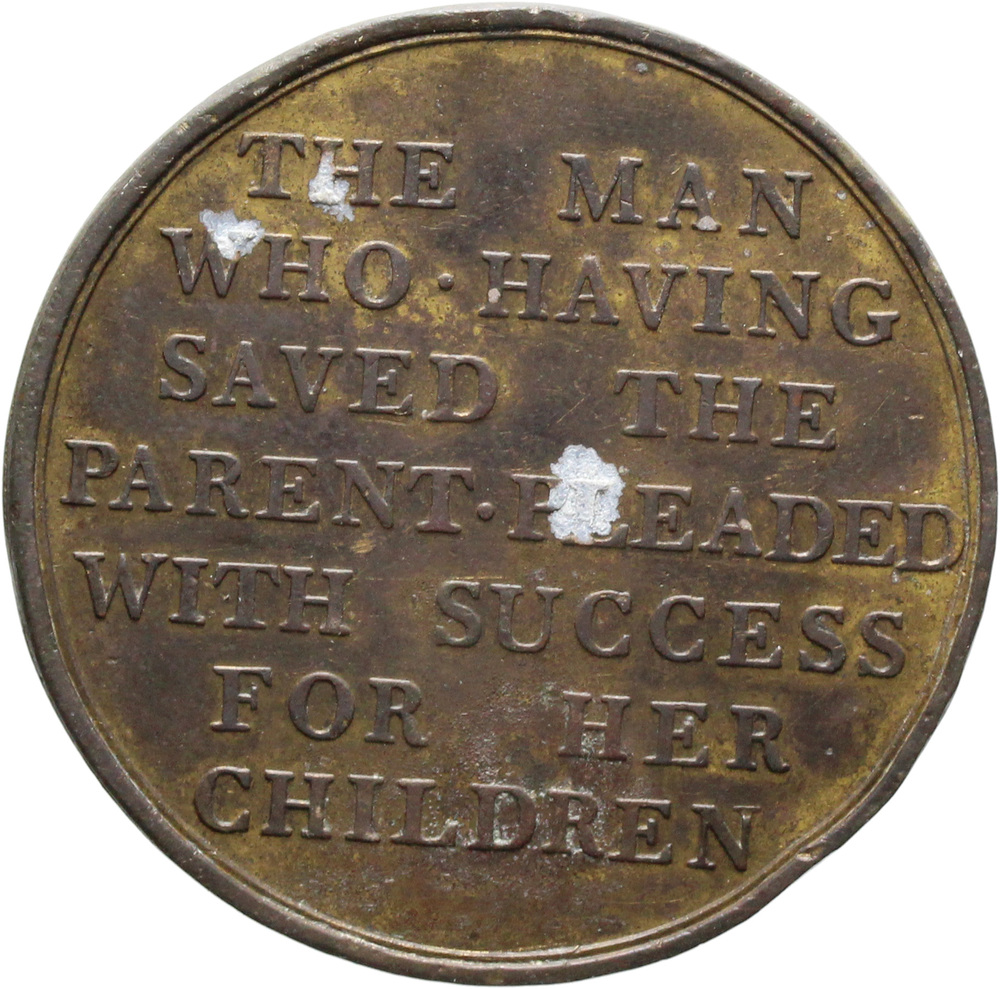 THE MAN
WHO · HAVING
SAVED THE
PARENT · PLEADED
WITH SUCCESS
FOR HER
CHILDREN